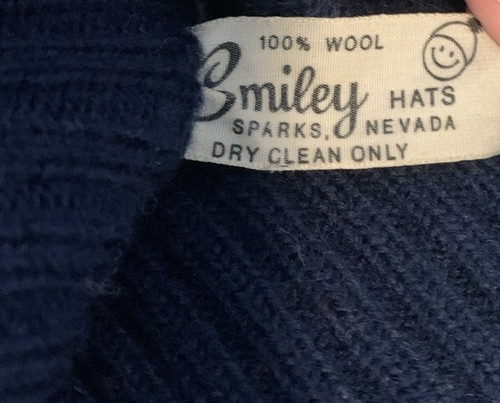 100% WOOL
Smiley HATS
SPARKS, NEVADA
DRY CLEAN ONLY